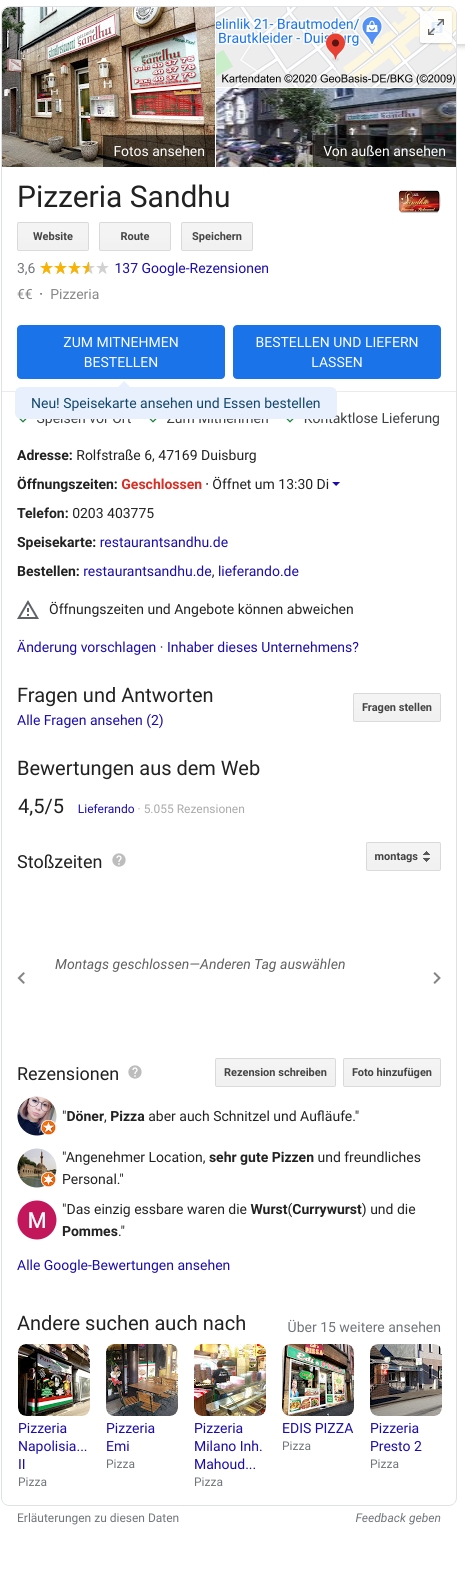 elinlik 21- Brautmoden/
Brautkleider - Duisburg
Kartendaten ©2020 GeoBasis-DE/BKG (©2009)
Fotos ansehen
Von außen ansehen
Pizzeria Sandhu
Website
Route
Speichern
3,6 137 Google-Rezensionen
€€ · Pizzeria
ZUM MITNEHMEN
BESTELLEN
BESTELLEN UND LIEFERN
LASSEN
Neu! Speisekarte ansehen und Essen bestellen
Speisen vor Ort Zum Mitnehmen Kontaktlose Lieferung
Adresse: Rolfstraße 6, 47169 Duisburg
Öffnungszeiten: Geschlossen · Öffnet um 13:30 Di
Telefon: 0203 403775
Speisekarte: restaurantsandhu.de
Bestellen: restaurantsandhu.de, lieferando.de
Öffnungszeiten und Angebote können abweichen
Änderung vorschlagen · Inhaber dieses Unternehmens?
Fragen und Antworten
Alle Fragen ansehen (2)
Fragen stellen
Bewertungen aus dem Web
4,5/5 Lieferando · 5.055 Rezensionen
Stoßzeiten
montags
Montags geschlossen—Anderen Tag auswählen
Rezensionen
Rezension schreiben
Foto hinzufügen
"Döner, Pizza aber auch Schnitzel und Aufläufe."
"Angenehmer Location, sehr gute Pizzen und freundliches
Personal."
M
"Das einzig essbare waren die Wurst(Currywurst) und die
Pommes."
Alle Google-Bewertungen ansehen
Andere suchen auch nach
Über 15 weitere ansehen
Pizzeria
Napolisia...
II
Pizza
Pizzeria
Emi
Pizza
Pizzeria
Milano Inh.
Mahoud...
Pizza
EDIS PIZZA
Pizza
Pizzeria
Presto 2
Pizza
Erläuterungen zu diesen Daten
Feedback geben